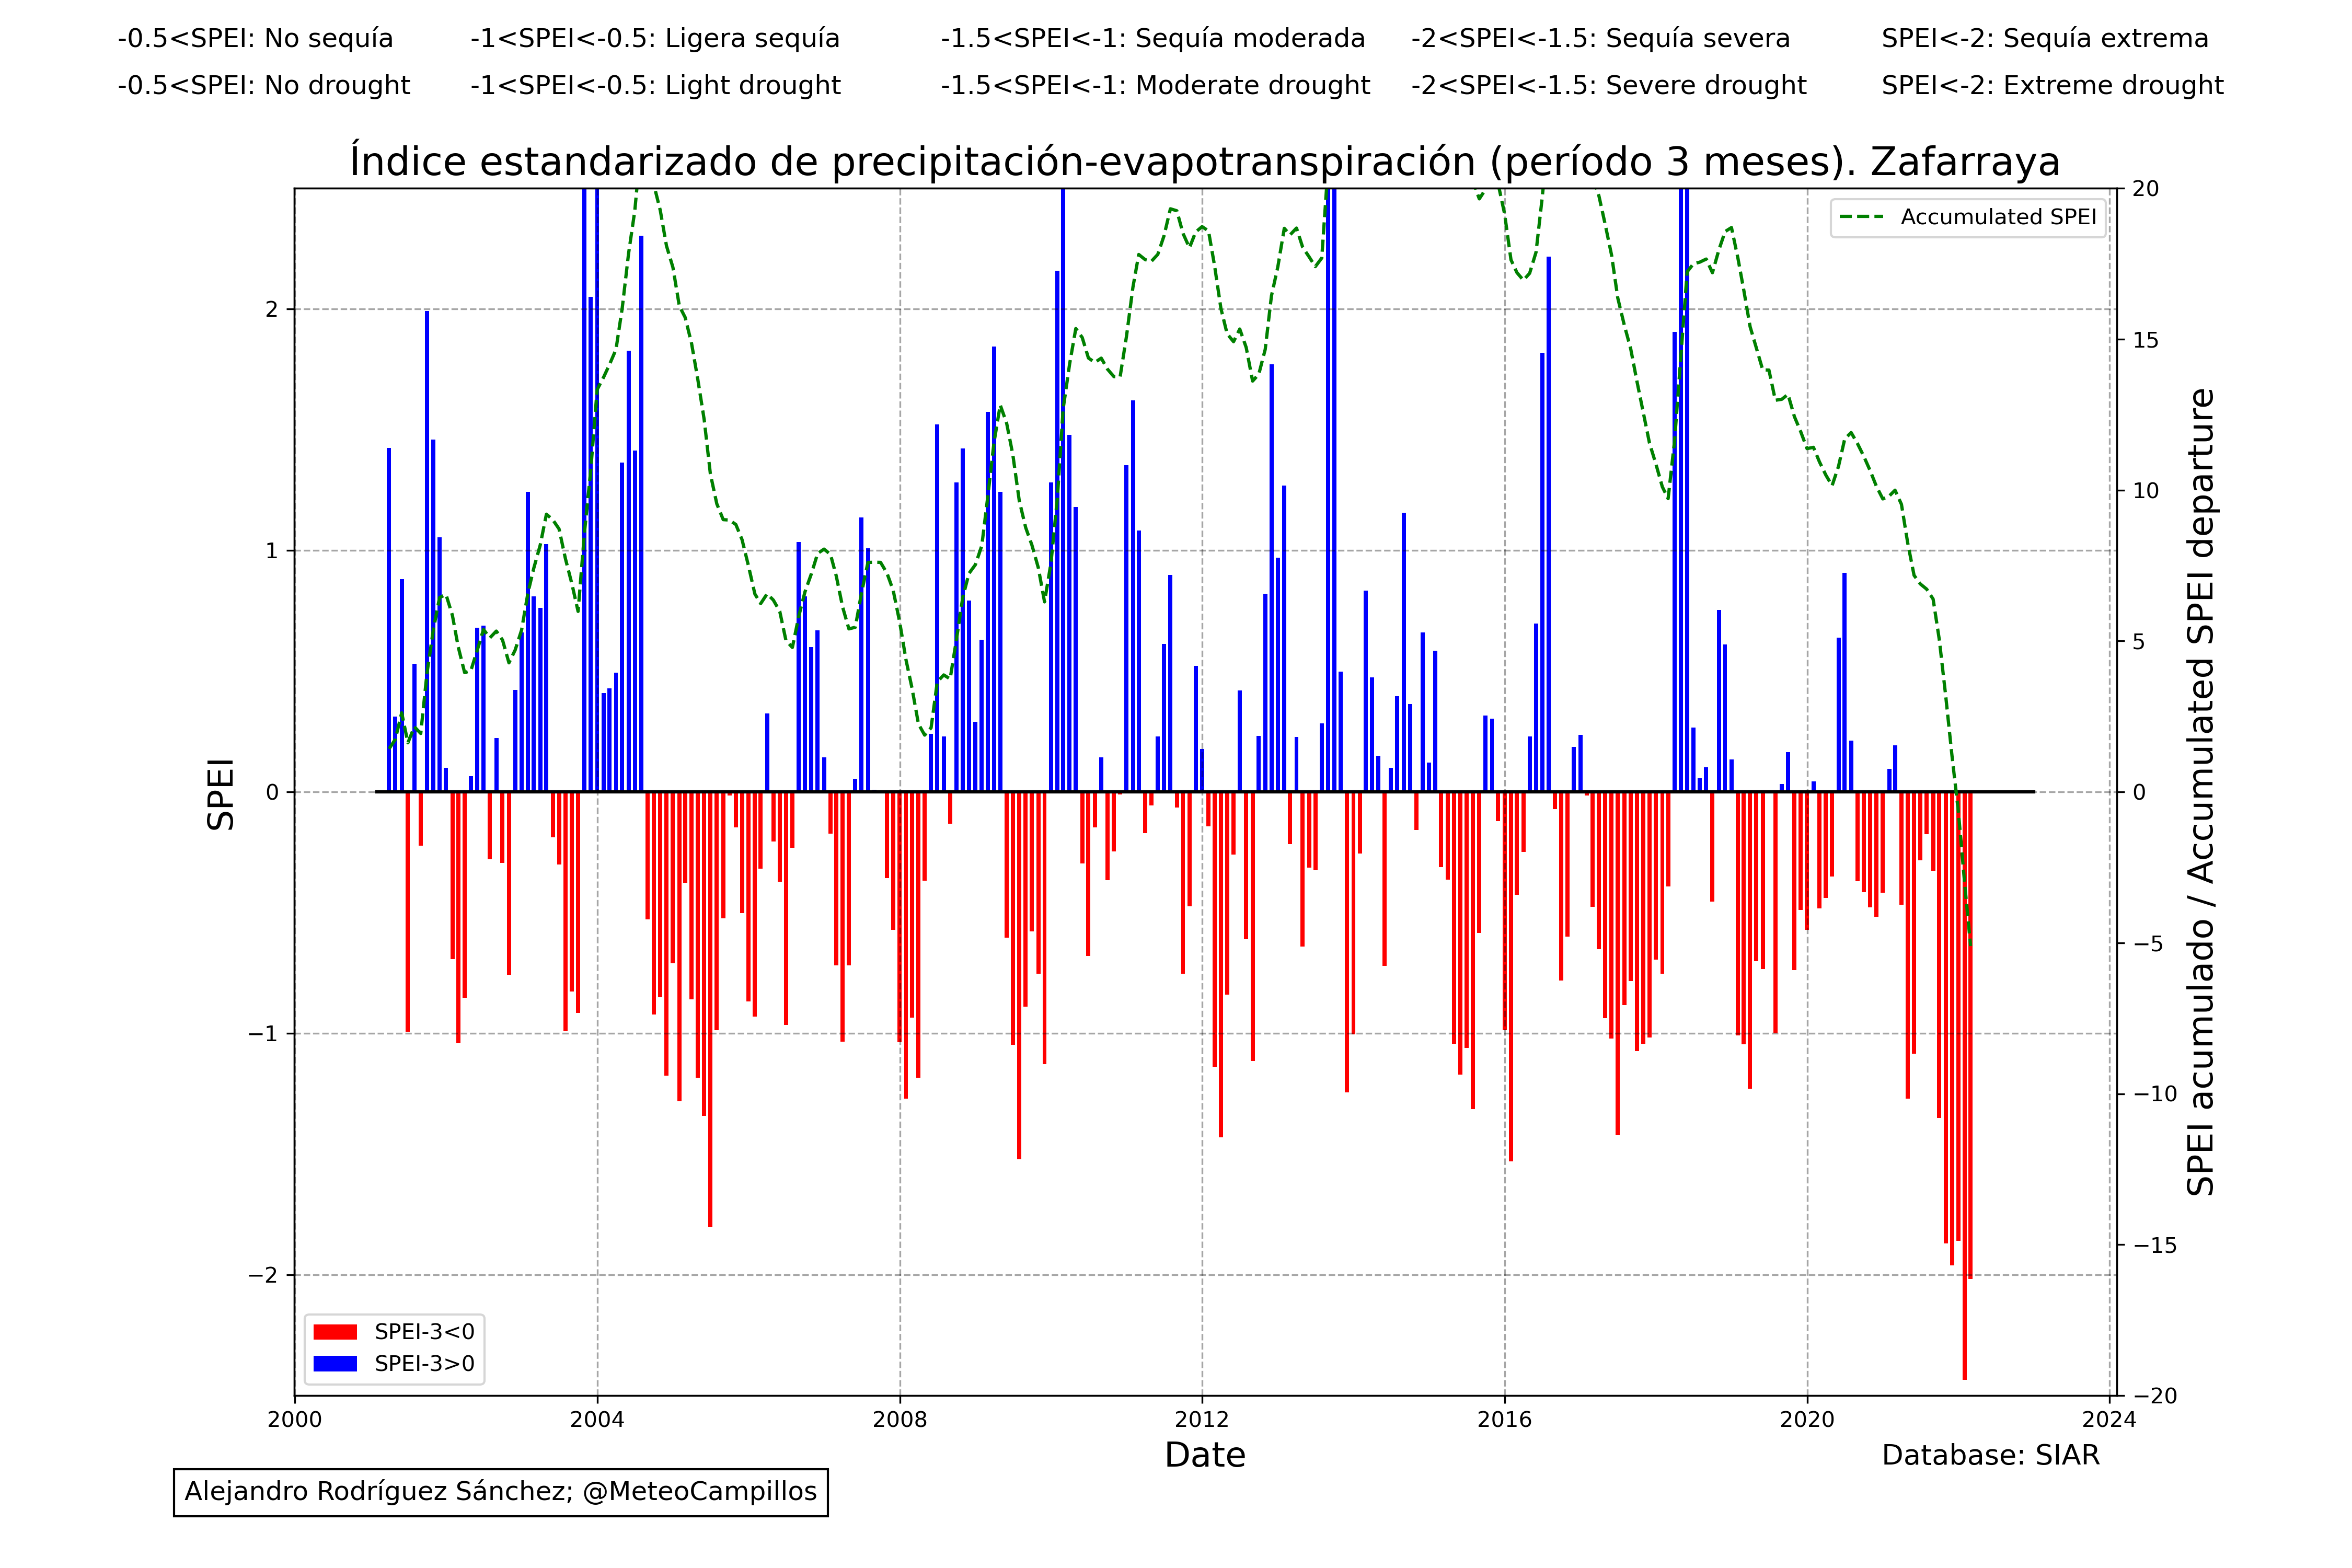 -0.5<SPEI: No sequía -1<SPEI<-0.5: Ligera sequía -1.5<SPEI<-1: Sequía moderada -2<SPEI<-1.5: Sequía severa SPEI<-2: Sequía extrema
-0.5<SPEI: No drought -1<SPEI<-0.5: Light drought -1.5<SPEI<-1: Moderate drought -2<SPEI<-1.5: Severe drought SPEI<-2: Extreme drought
Índice estandarizado de precipitación-evapotranspiración (período 3 meses). Zafarraya
Accumulated SPEI
SPEI
2
1
0
−1
−2
20
15
10
5
0
−5
−10
−15
−20
SPEI acumulado / Accumulated SPEI departure
SPEI-3<0
SPEI-3>0
2000 2004 2008 2012 2016 2020 2024
Date
Database: SIAR
Alejandro Rodríguez Sánchez; @MeteoCampillos